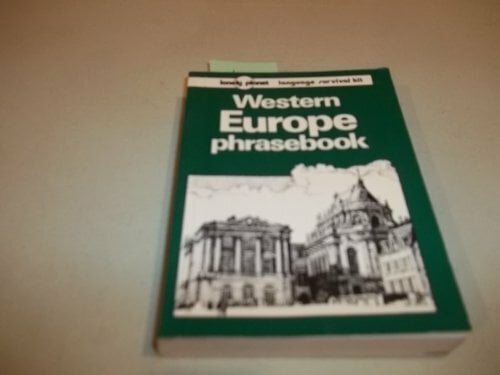 lonely planet language survival kit
Western
Europe
phrasebook